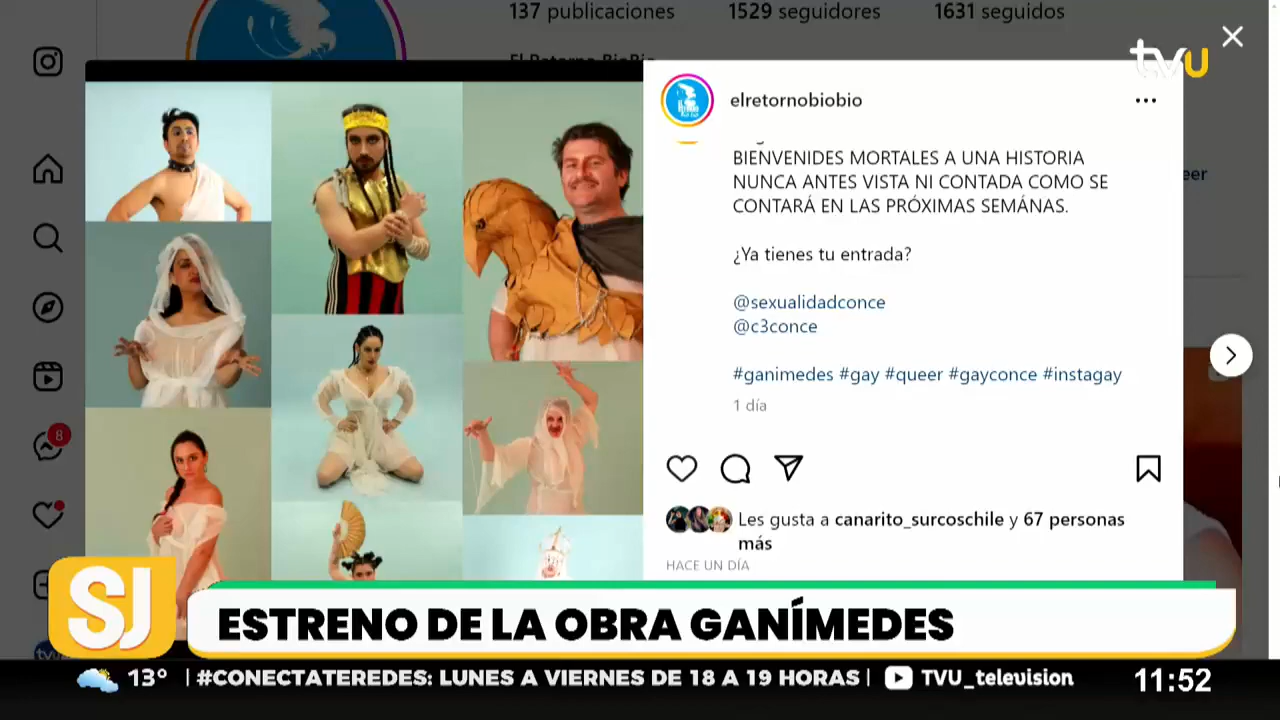 137 publicaciones 1529 seguidores 1631 seguidos
tvu
elretornobiobio
BIENVENIDES MORTALES A UNA HISTORIA
NUNCA ANTES VISTA NI CONTADA COMO SE
CONTARÁ EN LAS PRÓXIMAS SEMÁNAS.
¿Ya tienes tu entrada?
@sexualidadconce
@c3conce
#ganimedes #gay #queer #gayconce #instagay
1 día
8
Les gusta a canarito_surcoschile y 67 personas
más
HACE UN DÍA
SJ
ESTRENO DE LA OBRA GANÍMEDES
13° | #CONECTATEREDES: LUNES A VIERNES DE 18 A 19 HORAS | TVU_television
11:52